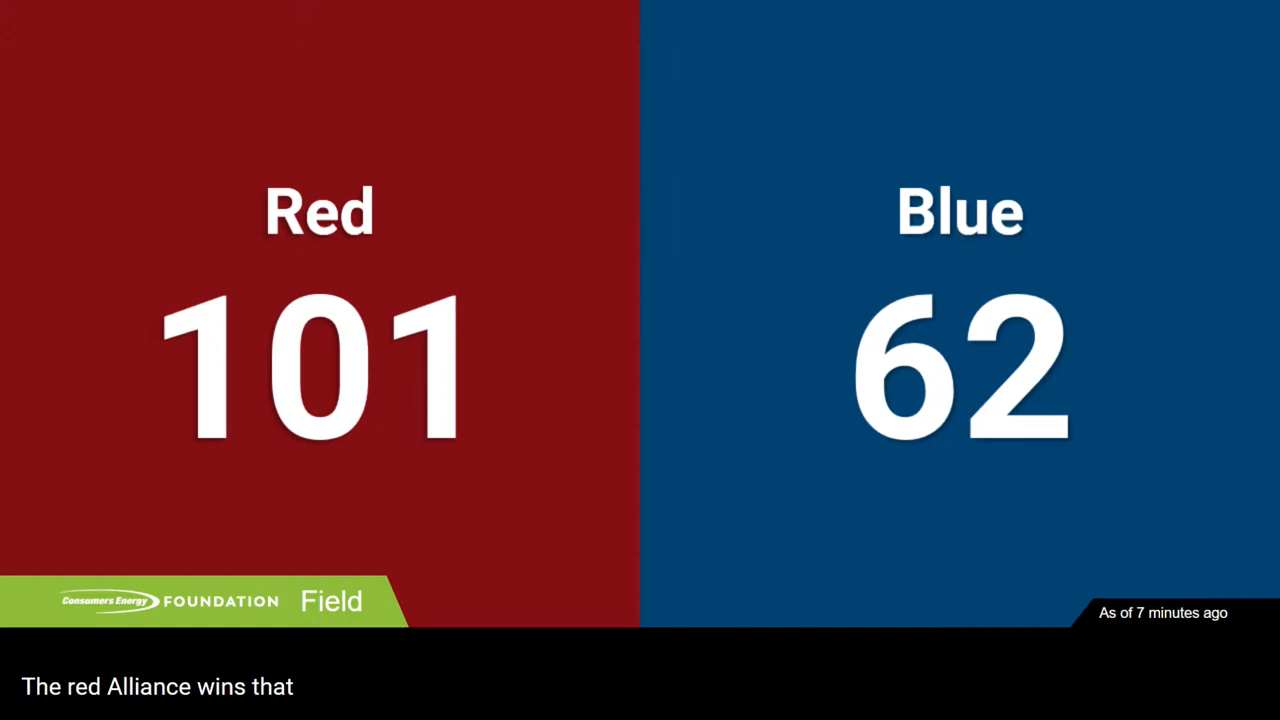 Red
101
Blue
62
Consumers Energy FOUNDATION Field
As of 7 minutes ago
The red Alliance wins that